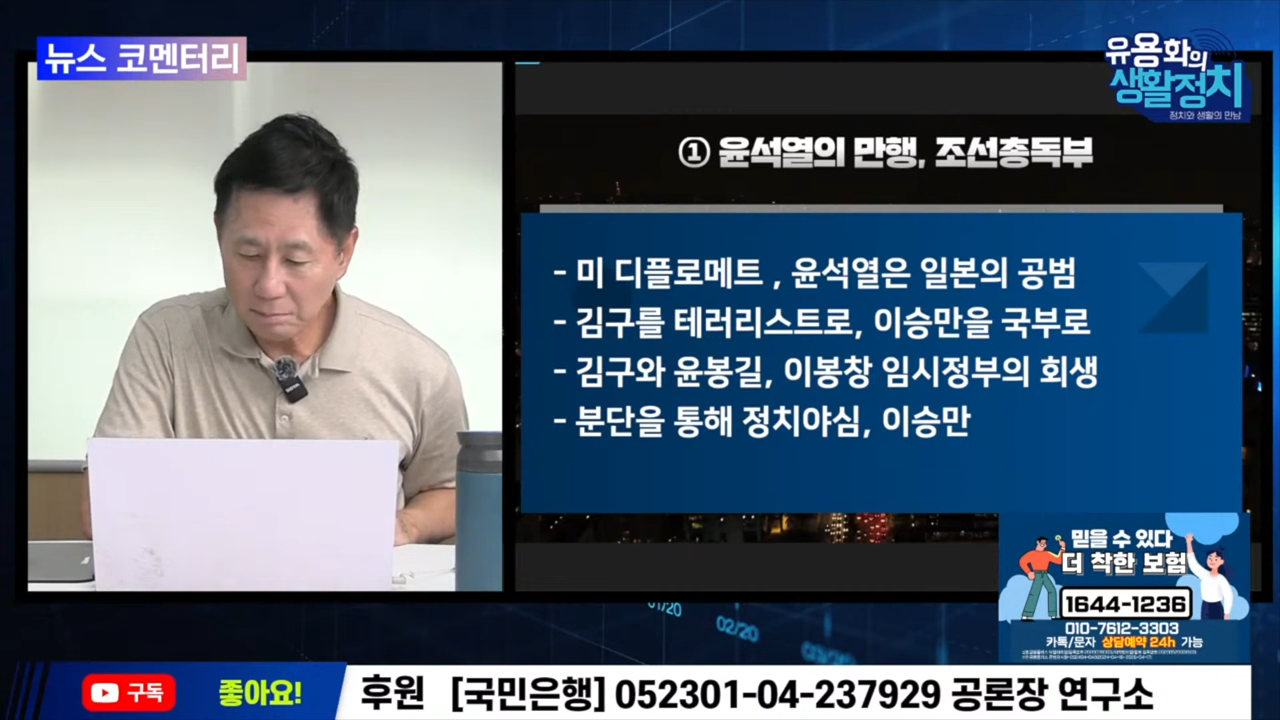 뉴스 코멘터리
유용화의
생활정치
정치와 생활의 만남
① 윤석열의 만행, 조선총독부
- 미 디플로메트 , 윤석열은 일본의 공범
- 김구를 테러리스트로, 이승만을 국부로
- 김구와 윤봉길, 이봉창 임시정부의 회생
- 분단을 통해 정치야심, 이승만
믿을 수 있다
더 착한 보험
1644-1236
010-7612-3303
카톡/문자 상담예약 24h 가능
01/20
02/20
구독
좋아요!
후원 [국민은행] 052301-04-237929 공론장 연구소